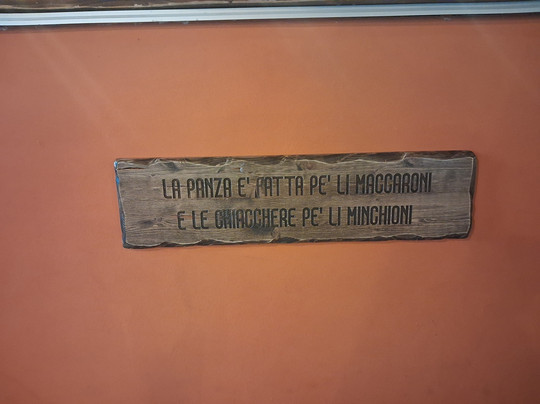 LA PANZA E' FATTA PE' LI MACCARONI
E LE CHIACCHERE PE' LI MINCHIONI